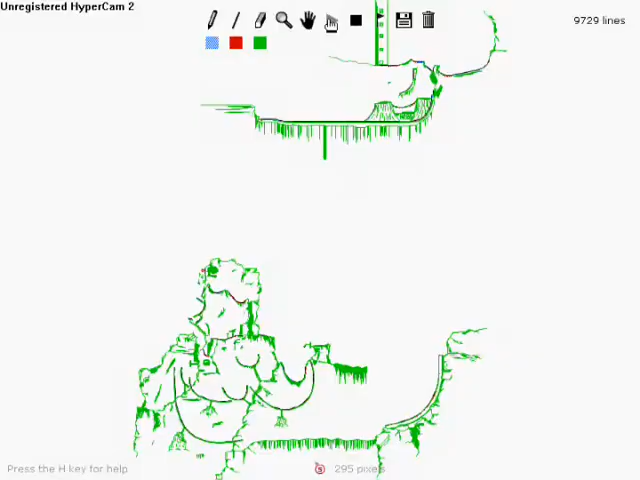 Unregistered HyperCam 2
9729 lines
Press the H key for help
295 pixels